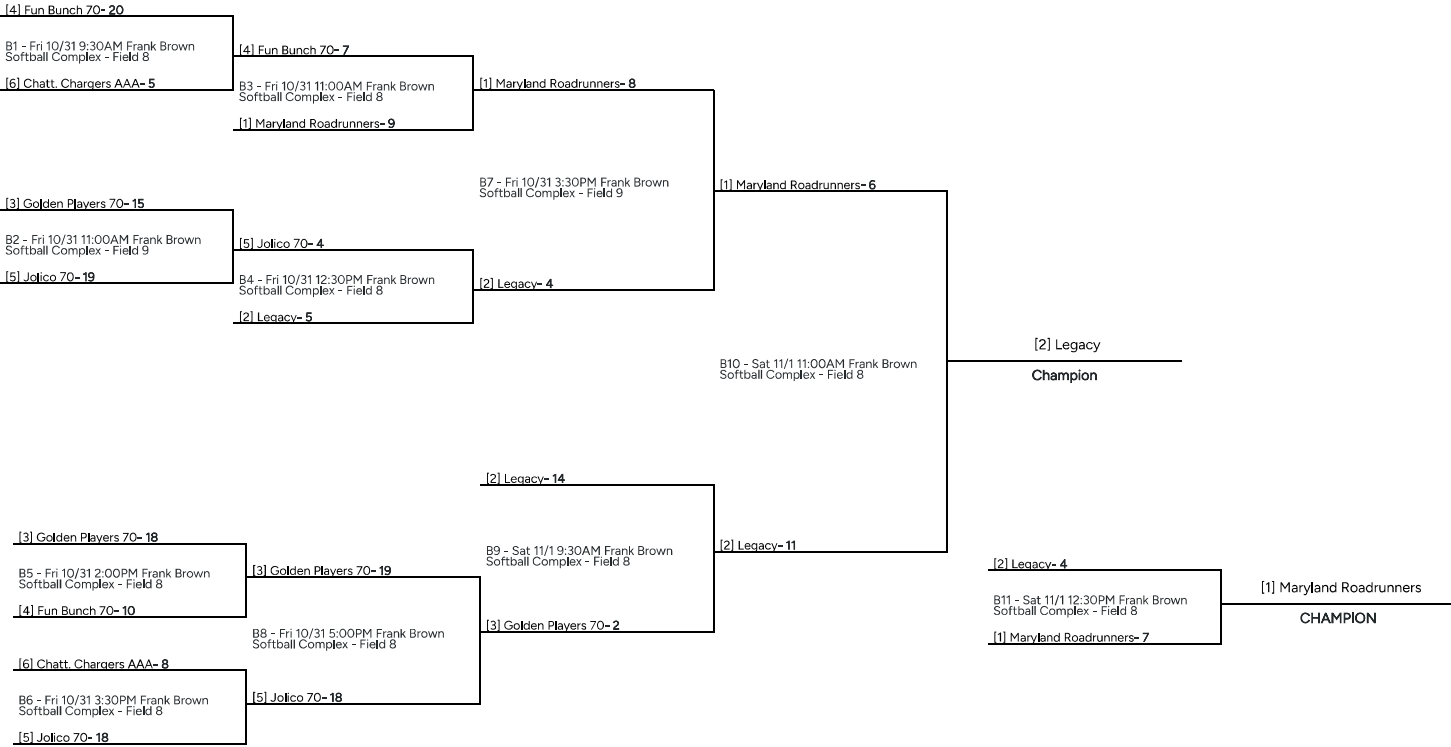 [4] Fun Bunch 70- 20
B1 - Fri 10/31 9:30AM Frank Brown
Softball Complex - Field 8
[6] Chatt. Chargers AAA- 5
[4] Fun Bunch 70- 7
B3 - Fri 10/31 11:00AM Frank Brown
Softball Complex - Field 8
[1] Maryland Roadrunners- 9
[1] Maryland Roadrunners- 8
[3] Golden Players 70- 15
B2 - Fri 10/31 11:00AM Frank Brown
Softball Complex - Field 9
[5] Jolico 70- 19
[5] Jolico 70- 4
B4 - Fri 10/31 12:30PM Frank Brown
Softball Complex - Field 8
[2] Legacy- 5
B7 - Fri 10/31 3:30PM Frank Brown
Softball Complex - Field 9
[2] Legacy- 4
[1] Maryland Roadrunners- 6
B10 - Sat 11/1 11:00AM Frank Brown
Softball Complex - Field 8
[2] Legacy
Champion
[2] Legacy- 14
[3] Golden Players 70- 18
B5 - Fri 10/31 2:00PM Frank Brown
Softball Complex - Field 8
[4] Fun Bunch 70- 10
[3] Golden Players 70- 19
B8 - Fri 10/31 5:00PM Frank Brown
Softball Complex - Field 8
[6] Chatt. Chargers AAA- 8
B6 - Fri 10/31 3:30PM Frank Brown
Softball Complex - Field 8
[5] Jolico 70- 18
[5] Jolico 70- 18
B9 - Sat 11/1 9:30AM Frank Brown
Softball Complex - Field 8
[3] Golden Players 70- 2
[2] Legacy- 11
[2] Legacy- 4
B11 - Sat 11/1 12:30PM Frank Brown
Softball Complex - Field 8
[1] Maryland Roadrunners- 7
[1] Maryland Roadrunners
CHAMPION